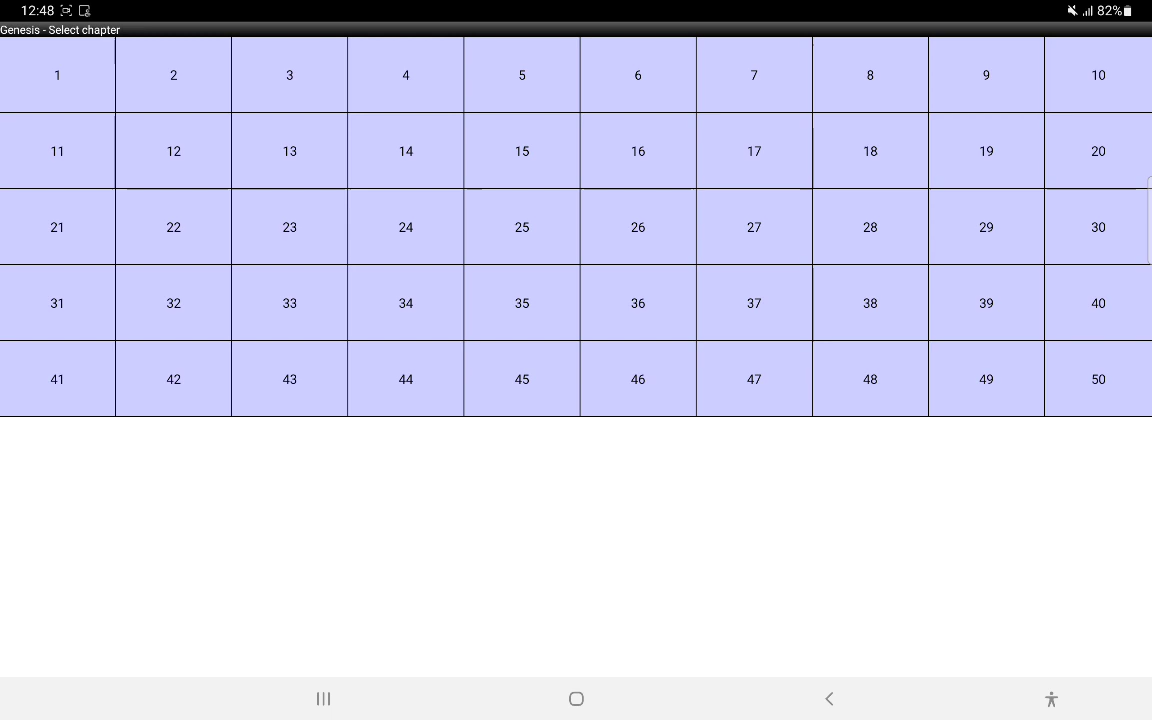 12:48 82%
Genesis - Select chapter
1 2 3 4 5 6 7 8 9 10
11 12 13 14 15 16 17 18 19 20
21 22 23 24 25 26 27 28 29 30
31 32 33 34 35 36 37 38 39 40
41 42 43 44 45 46 47 48 49 50